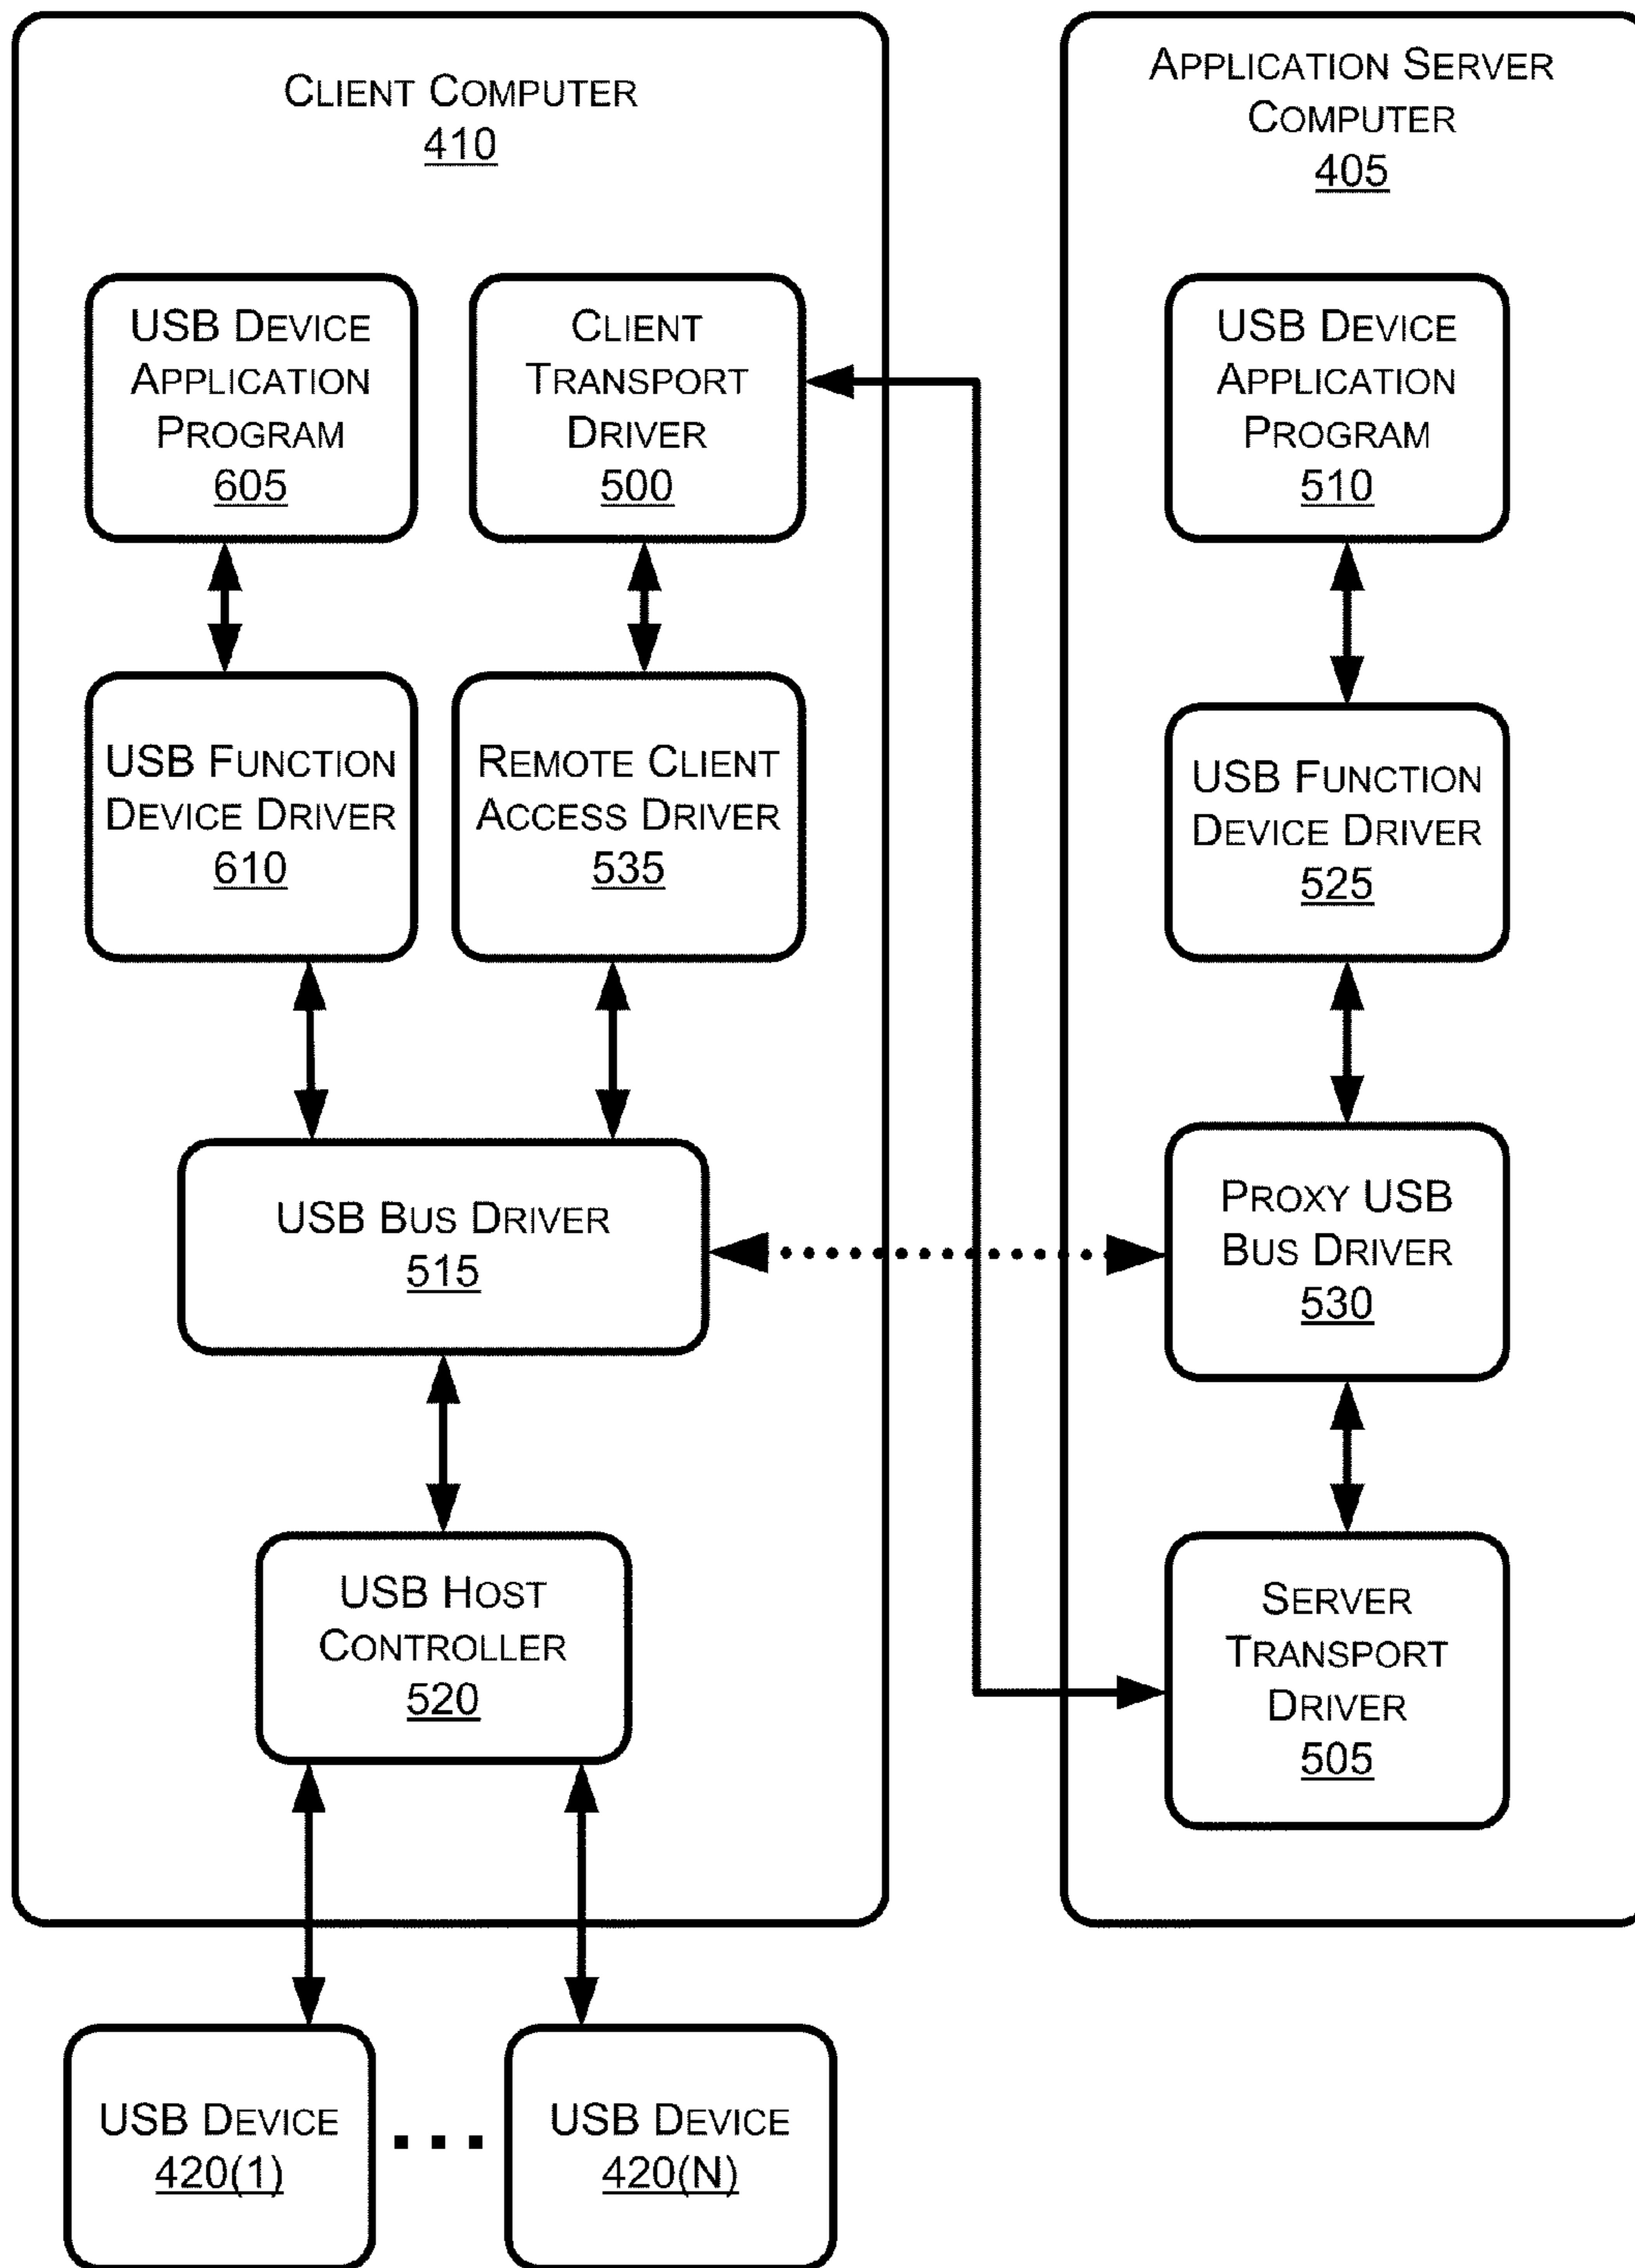 CLIENT COMPUTER
410
APPLICATION SERVER
COMPUTER
405
USB DEVICE
APPLICATION
PROGRAM
605
CLIENT
TRANSPORT
DRIVER
500
USB DEVICE
APPLICATION
PROGRAM
510
USB FUNCTION
DEVICE DRIVER
610
REMOTE CLIENT
ACCESS DRIVER
535
USB FUNCTION
DEVICE DRIVER
525
USB BUS DRIVER
515
PROXY USB
BUS DRIVER
530
USB HOST
CONTROLLER
520
SERVER
TRANSPORT
DRIVER
505
USB DEVICE
420(1)
USB DEVICE
420(N)